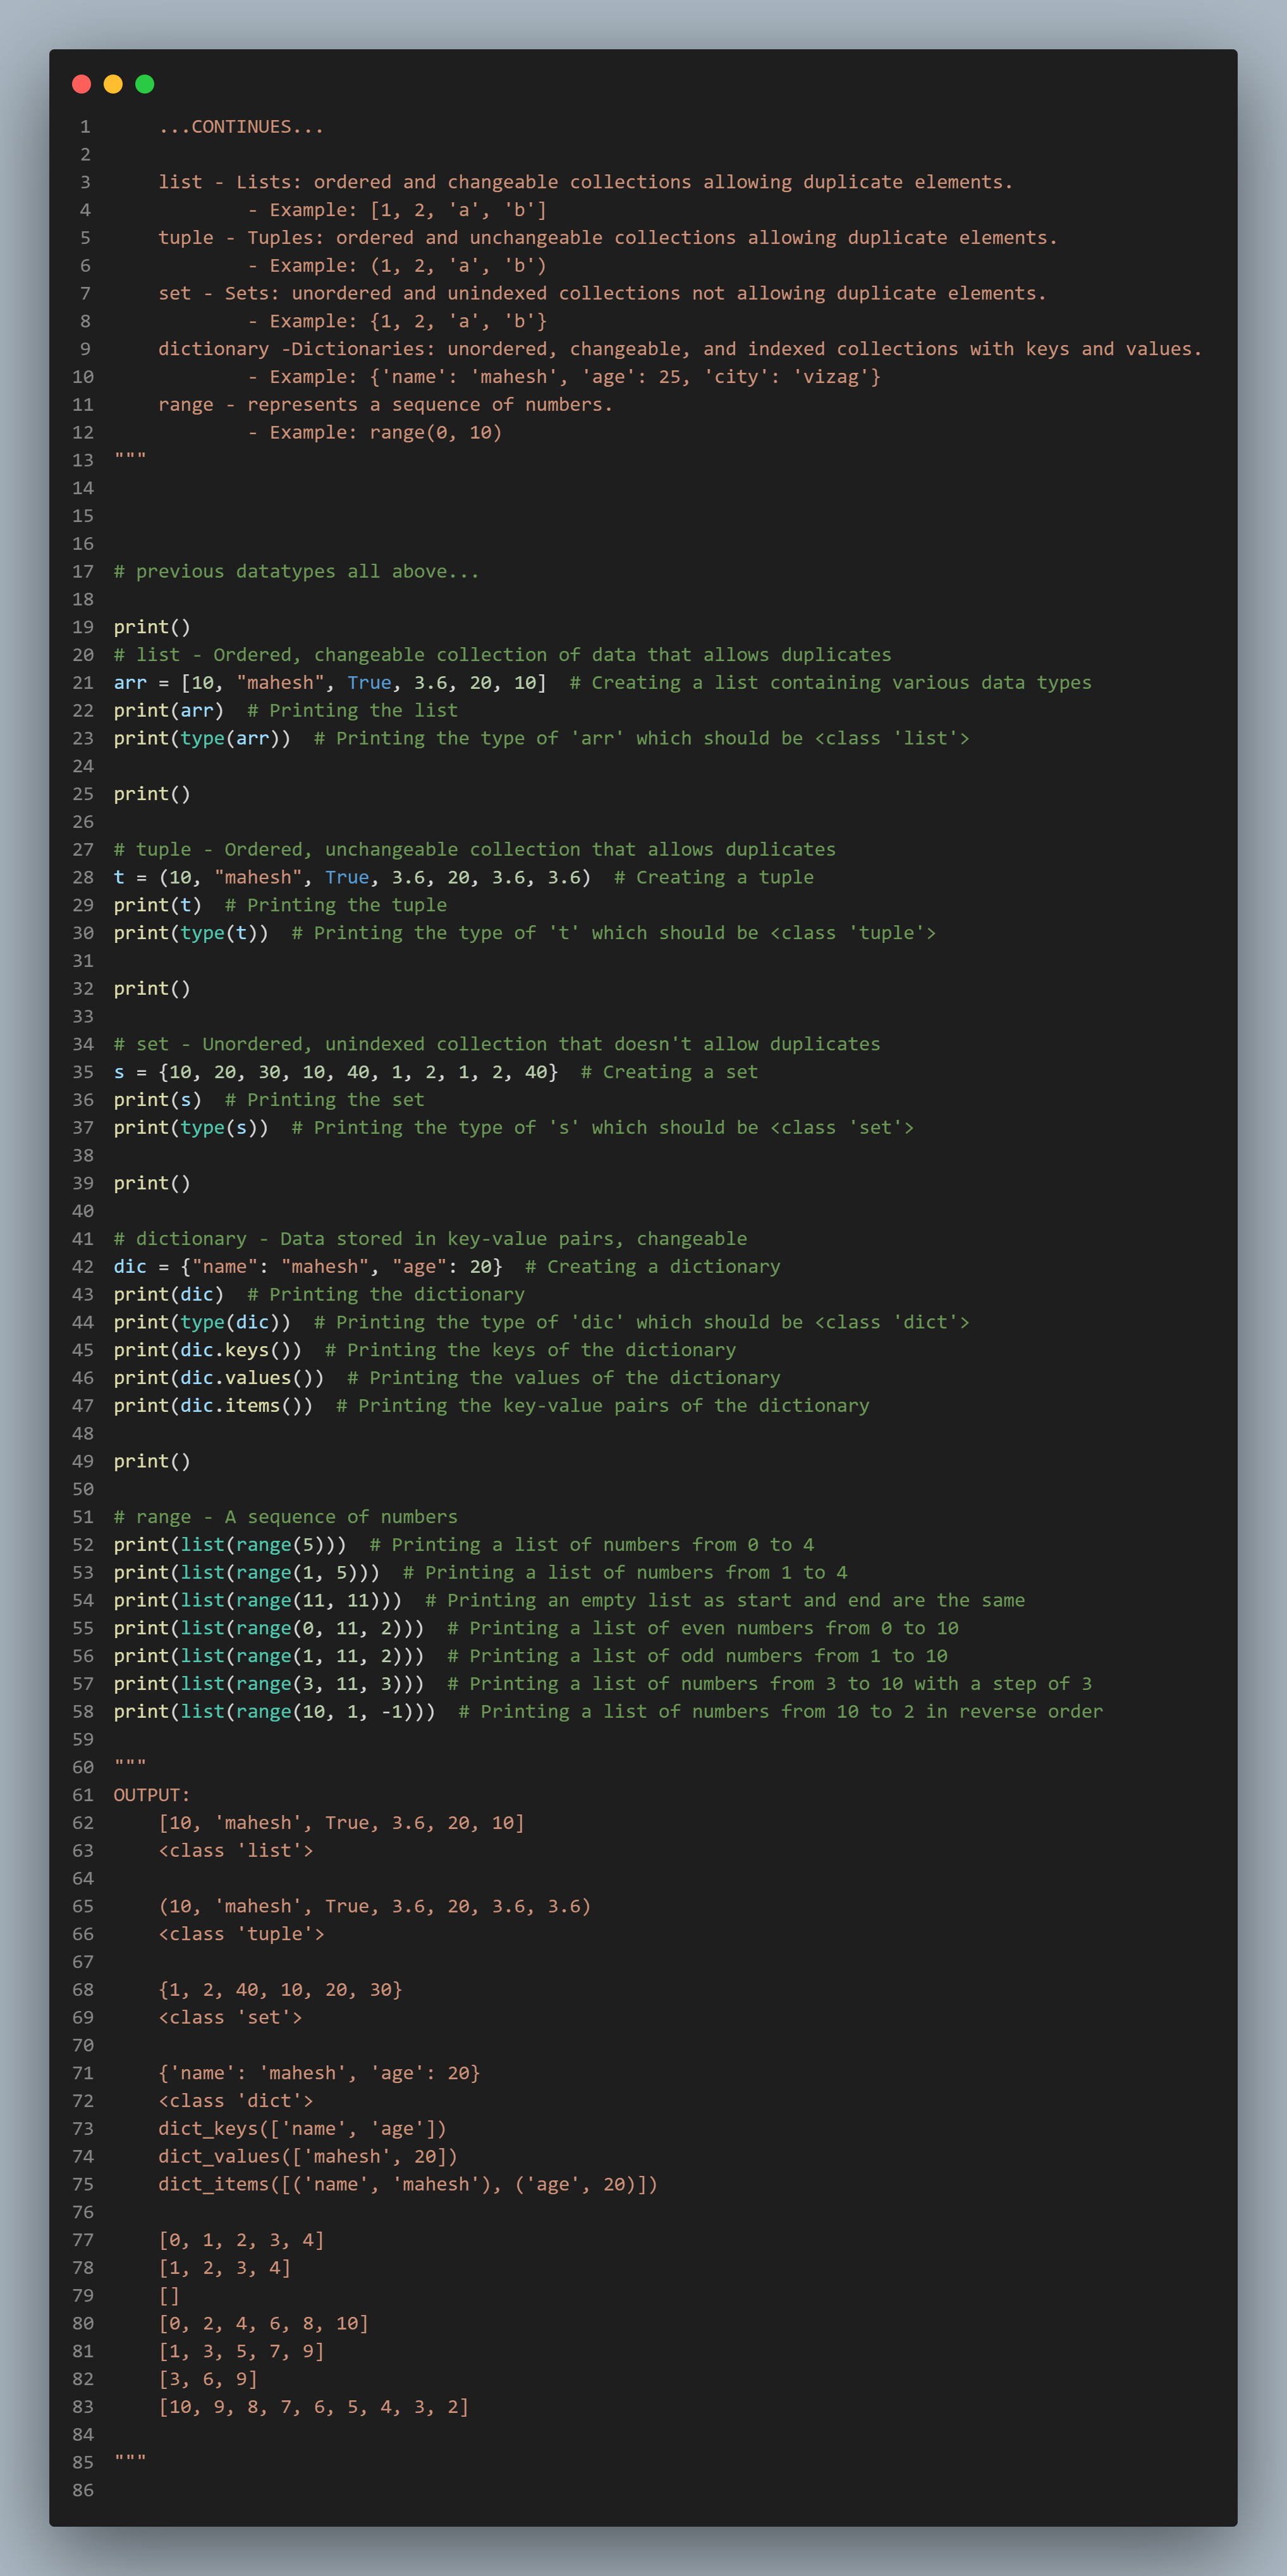 1 ...CONTINUES...
2
3 list - Lists: ordered and changeable collections allowing duplicate elements.
4 - Example: [1, 2, 'a', 'b']
5 tuple - Tuples: ordered and unchangeable collections allowing duplicate elements.
6 - Example: (1, 2, 'a', 'b')
7 set - Sets: unordered and unindexed collections not allowing duplicate elements.
8 - Example: {1, 2, 'a', 'b'}
9 dictionary -Dictionaries: unordered, changeable, and indexed collections with keys and values.
10 - Example: {'name': 'mahesh', 'age': 25, 'city': 'vizag'}
11 range - represents a sequence of numbers.
12 - Example: range(0, 10)
13 """
14
15
16
17 # previous datatypes all above...
18
19 print()
20 # list - Ordered, changeable collection of data that allows duplicates
21 arr = [10, "mahesh", True, 3.6, 20, 10]  # Creating a list containing various data types
22 print(arr)  # Printing the list
23 print(type(arr))  # Printing the type of 'arr' which should be <class 'list'>
24
25 print()
26
27 # tuple - Ordered, unchangeable collection that allows duplicates
28 t = (10, "mahesh", True, 3.6, 20, 3.6, 3.6)  # Creating a tuple
29 print(t)  # Printing the tuple
30 print(type(t))  # Printing the type of 't' which should be <class 'tuple'>
31
32 print()
33
34 # set - Unordered, unindexed collection that doesn't allow duplicates
35 s = {10, 20, 30, 10, 40, 1, 2, 1, 2, 40}  # Creating a set
36 print(s)  # Printing the set
37 print(type(s))  # Printing the type of 's' which should be <class 'set'>
38
39 print()
40
41 # dictionary - Data stored in key-value pairs, changeable
42 dic = {"name": "mahesh", "age": 20}  # Creating a dictionary
43 print(dic)  # Printing the dictionary
44 print(type(dic))  # Printing the type of 'dic' which should be <class 'dict'>
45 print(dic.keys())  # Printing the keys of the dictionary
46 print(dic.values())  # Printing the values of the dictionary
47 print(dic.items())  # Printing the key-value pairs of the dictionary
48
49 print()
50
51 # range - A sequence of numbers
52 print(list(range(5)))  # Printing a list of numbers from 0 to 4
53 print(list(range(1, 5)))  # Printing a list of numbers from 1 to 4
54 print(list(range(11, 11)))  # Printing an empty list as start and end are the same
55 print(list(range(0, 11, 2)))  # Printing a list of even numbers from 0 to 10
56 print(list(range(1, 11, 2)))  # Printing a list of odd numbers from 1 to 10
57 print(list(range(3, 11, 3)))  # Printing a list of numbers from 3 to 10 with a step of 3
58 print(list(range(10, 1, -1)))  # Printing a list of numbers from 10 to 2 in reverse order
59
60 """
61 OUTPUT:
62 [10, 'mahesh', True, 3.6, 20, 10]
63 <class 'list'>
64
65 (10, 'mahesh', True, 3.6, 20, 3.6, 3.6)
66 <class 'tuple'>
67
68 {1, 2, 40, 10, 20, 30}
69 <class 'set'>
70
71 {'name': 'mahesh', 'age': 20}
72 <class 'dict'>
73 dict_keys(['name', 'age'])
74 dict_values(['mahesh', 20])
75 dict_items([('name', 'mahesh'), ('age', 20)])
76
77 [0, 1, 2, 3, 4]
78 [1, 2, 3, 4]
79 []
80 [0, 2, 4, 6, 8, 10]
81 [1, 3, 5, 7, 9]
82 [3, 6, 9]
83 [10, 9, 8, 7, 6, 5, 4, 3, 2]
84
85 """
86